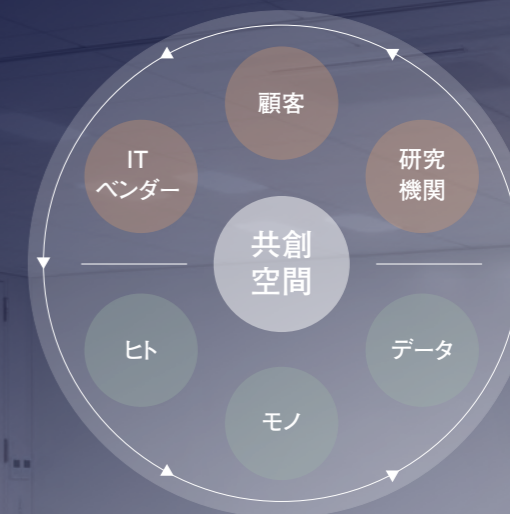 顧客
IT
ベンダー
研究
機関
共創
空間
ヒト
データ
モノ